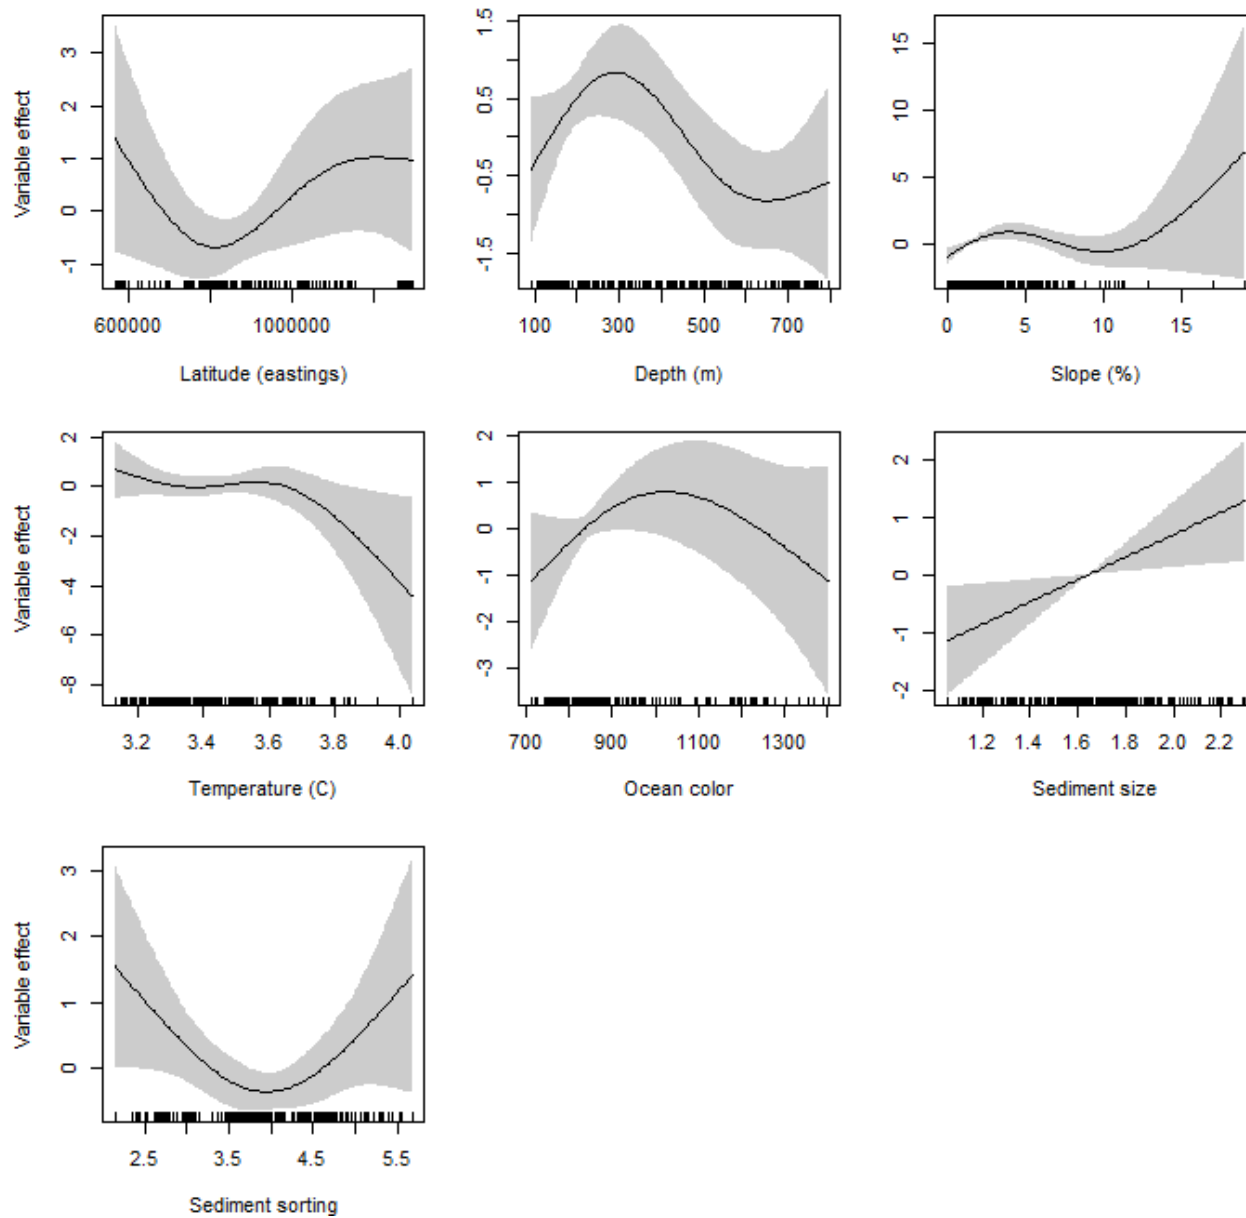 Variable effect
3
2
1
0
-1
600000 1000000
Latitude (eastings)
1.5
0.5
-0.5
-1.5
100 300 500 700
Depth (m)
15
10
5
0
0 5 10 15
Slope (%)
Variable effect
2
0
-2
-4
-6
-8
3.2 3.4 3.6 3.8 4.0
Temperature (C)
2
1
0
-1
-2
-3
700 900 1100 1300
Ocean color
2
1
0
-1
-2
1.2 1.4 1.6 1.8 2.0 2.2
Sediment size
Variable effect
3
2
1
0
2.5 3.5 4.5 5.5
Sediment sorting